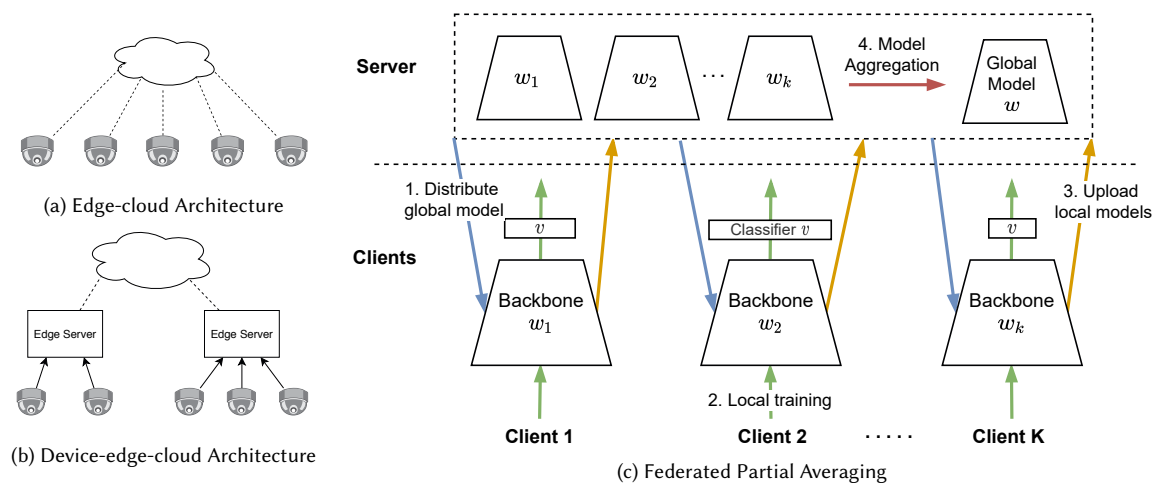 (a) Edge-cloud Architecture
Edge Server
Edge Server
(b) Device-edge-cloud Architecture
Server
w₁
w₂
...
wₖ
4. Model
Aggregation
Global
Model
w
1. Distribute
global model
3. Upload
local models
v
Classifier v
v
Clients
Backbone
w₁
Backbone
w₂
Backbone
wₖ
2. Local training
Client 1
Client 2
.....
Client K
(c) Federated Partial Averaging